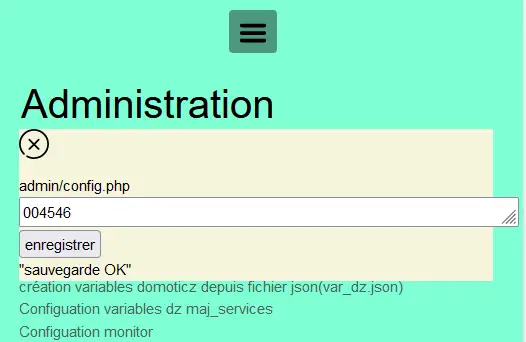 Administration
admin/config.php
004546
enregistrer
"sauvegarde OK"
création variables domoticz depuis fichier json(var_dz.json)
Configuation variables dz maj_services
Configuation monitor